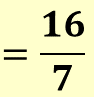 = 16/7